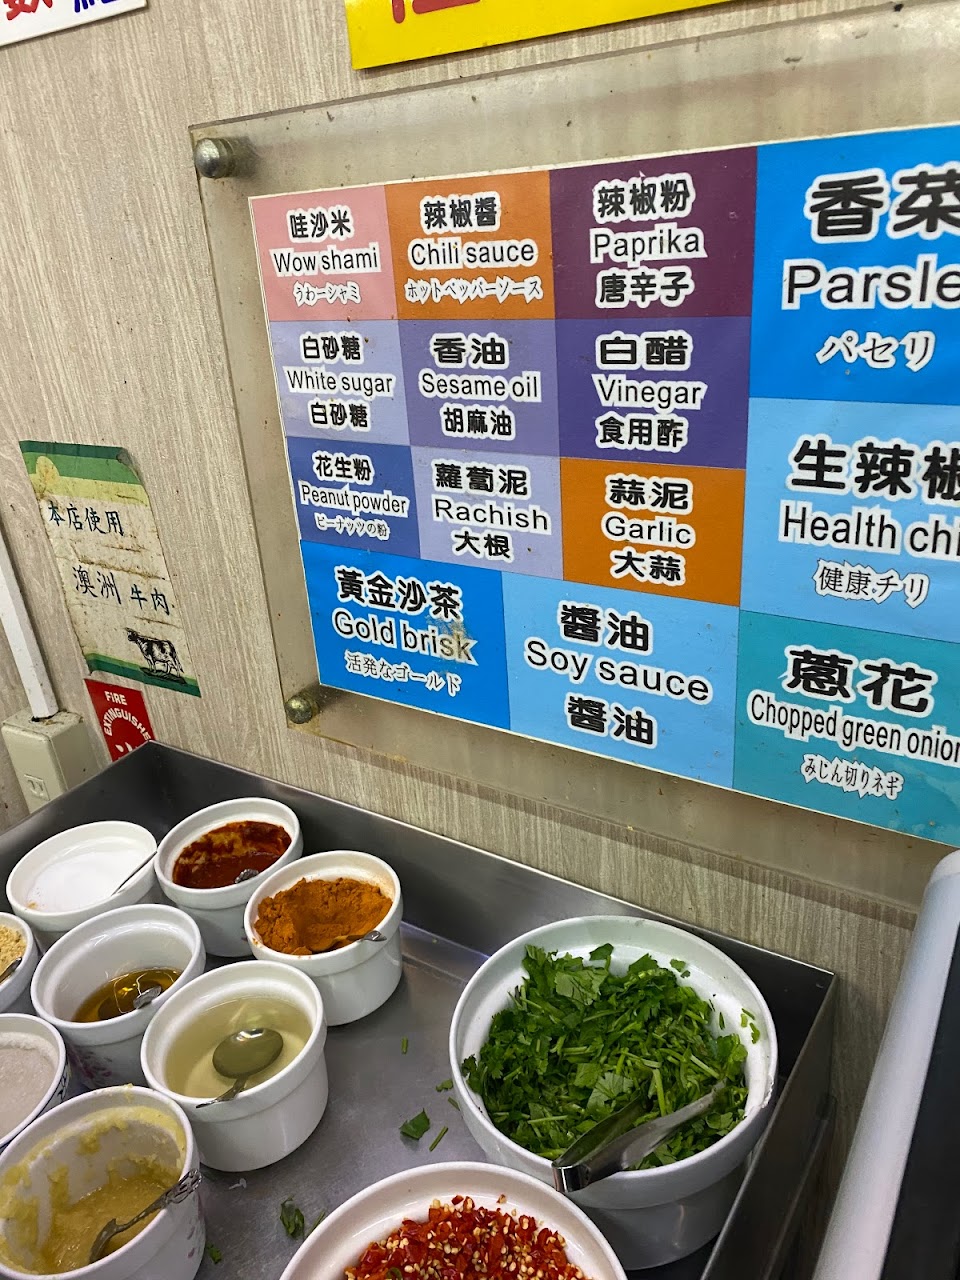 哇沙米
Wow shami
うわーシャミ
辣椒醬
Chili sauce
ホットペッパーソース
辣椒粉
Paprika
唐辛子
香菜
Parsle
パセリ
白砂糖
White sugar
白砂糖
香油
Sesame oil
胡麻油
白醋
Vinegar
食用酢
生辣椒
Health chi
健康チリ
花生粉
Peanut powder
ピーナッツの粉
蘿蔔泥
Rachish
大根
蒜泥
Garlic
大蒜
黃金沙茶
Gold brisk
活発なゴールド
醬油
Soy sauce
醬油
蔥花
Chopped green onion
みじん切りネギ
本店使用
澳洲牛肉
FIRE
EXTINGUISHE